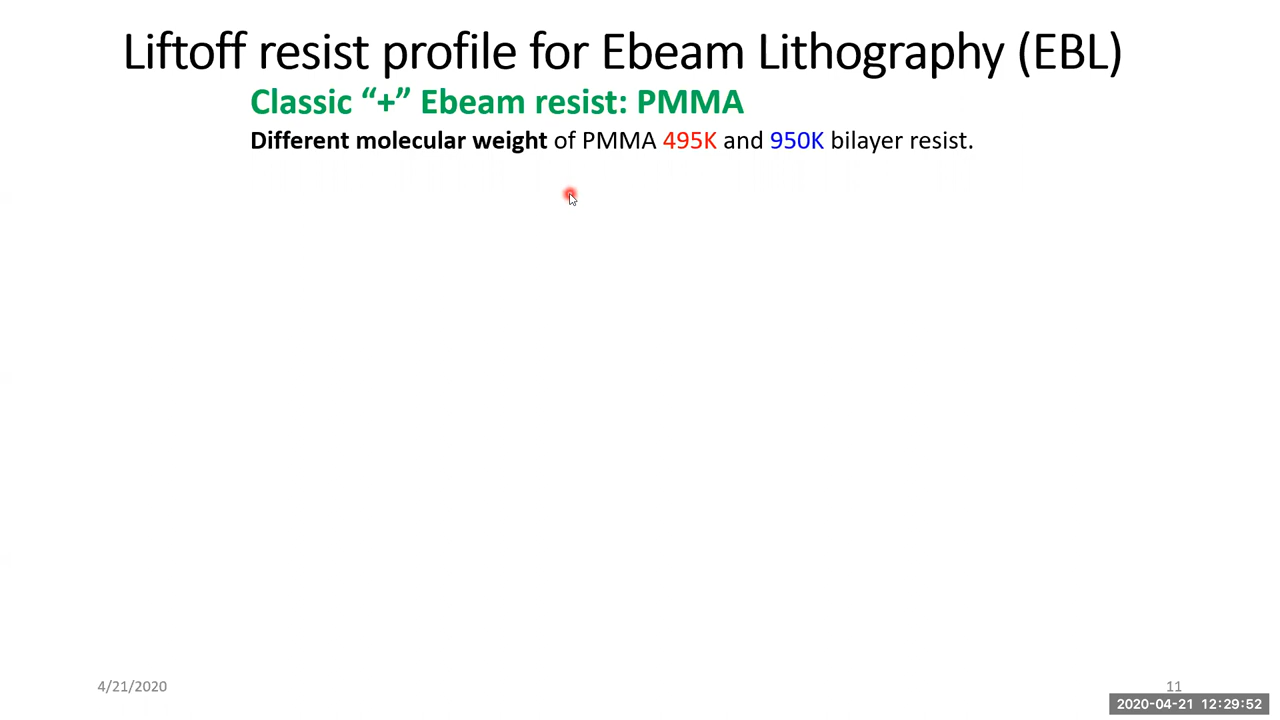 Liftoff resist profile for Ebeam Lithography (EBL)
Classic “+” Ebeam resist: PMMA
Different molecular weight of PMMA 495K and 950K bilayer resist.
4/21/2020
11
2020-04-21 12:29:52